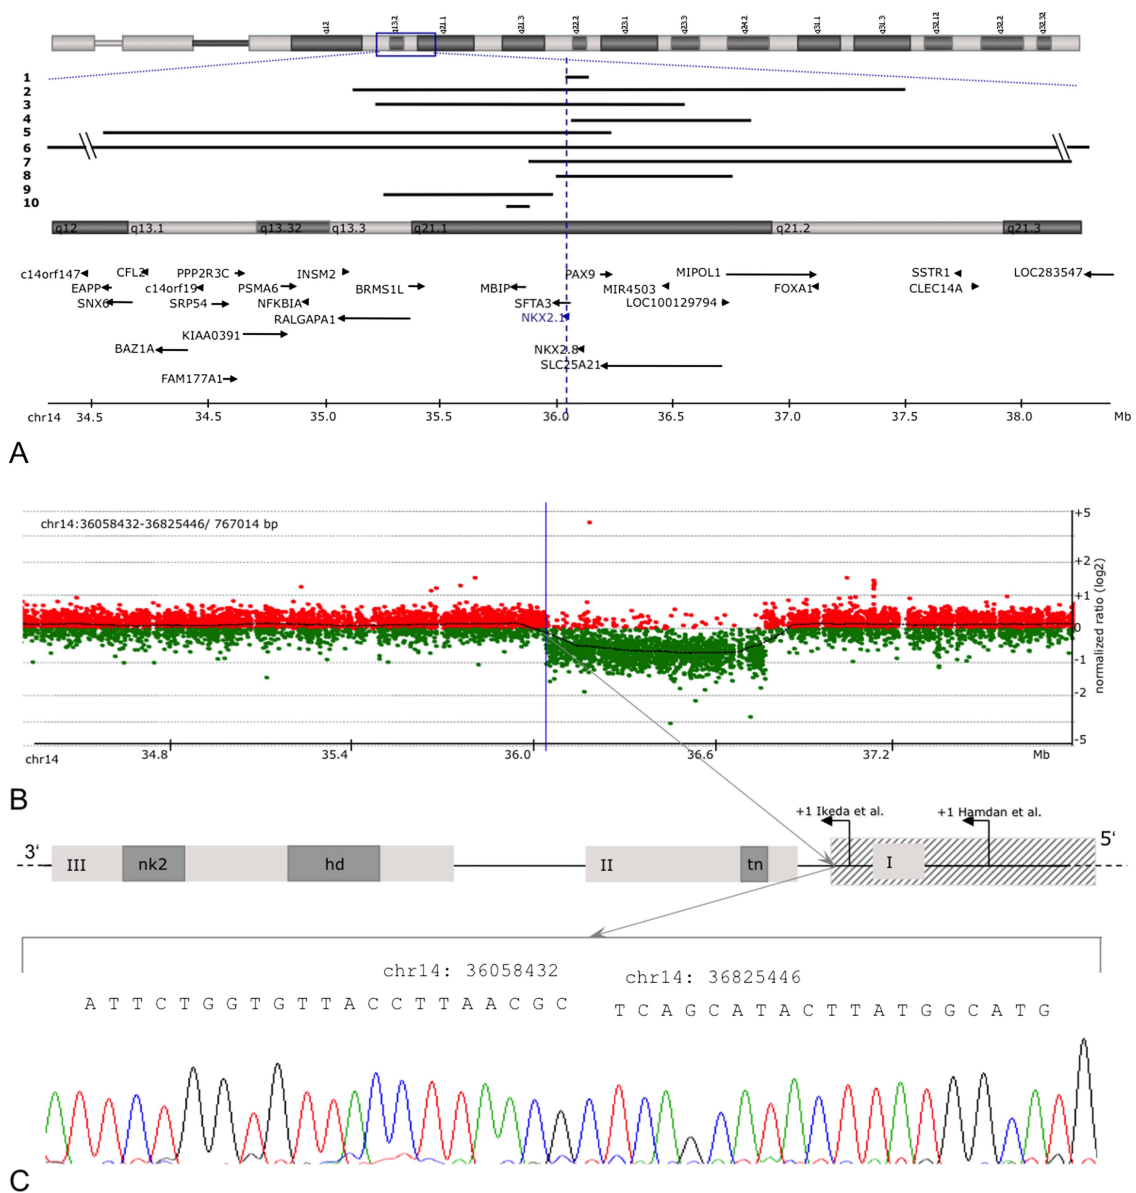 q12 q13.2 q21.1 q21.3 q22.2 q23.1 q23.3 q24.2 q31.1 q31.3 q32.12 q32.2 q32.32
1
2
3
4
5
6
7
8
9
10
q12 q13.1 q13.32 q13.3 q21.1 q21.2 q21.3
c14orf147 CFL2 PPP2R3C INSM2 PAX9 MIPOL1 SSTR1 LOC283547
EAPP c14orf19 PSMA6 BRMS1L MBIP MIR4503 FOXA1 CLEC14A
SNX6 SRP54 NFKBIA SFTA3 LOC100129794
RALGAPA1 NKX2.1
KIAA0391
BAZ1A NKX2.8
SLC25A21
FAM177A1
chr14 34.5 34.5 35.0 35.5 36.0 36.5 37.0 37.5 38.0 Mb
A
chr14:36058432-36825446/ 767014 bp
+5
+2
+1
0
-1
-2
-5
normalized ratio (log2)
chr14 34.8 35.4 36.0 36.6 37.2 Mb
B
+1 Ikeda et al. +1 Hamdan et al.
3' III nk2 hd II tn I 5'
chr14: 36058432 chr14: 36825446
A T T C T G G T G T T A C C T T A A C G C T C A G C A T A C T T A T G G C A T G
C